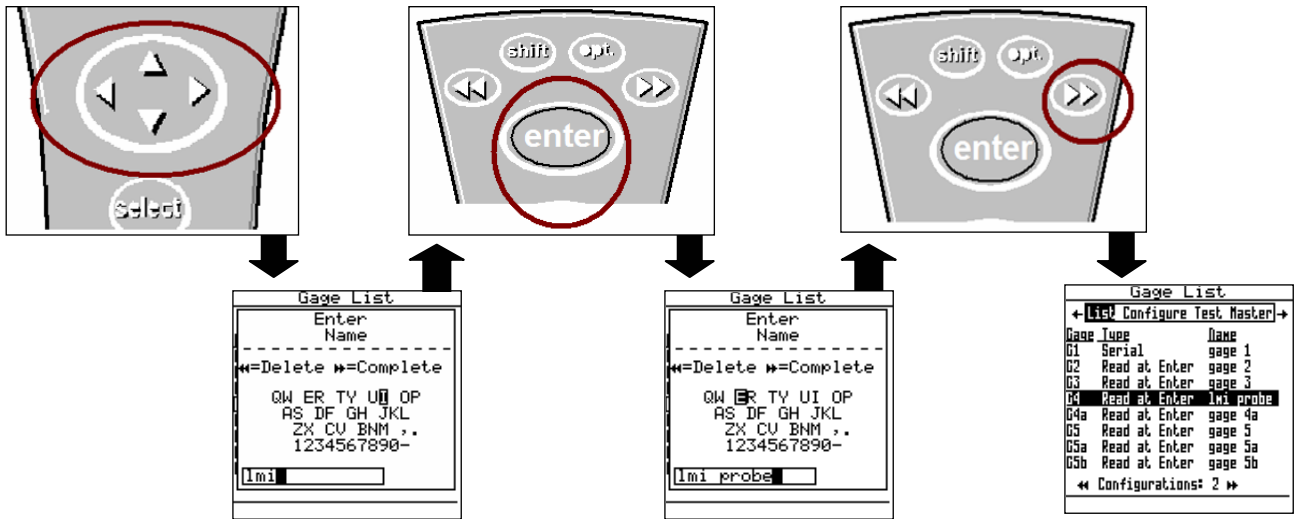 select
shift opt.
enter
shift opt.
enter
Gage List
Enter
Name
◀◀=Delete ▶▶=Complete
QW ER TY UI OP
AS DF GH JKL
ZX CV BNM ,.
1234567890-
lmi
Gage List
Enter
Name
◀◀=Delete ▶▶=Complete
QW ER TY UI OP
AS DF GH JKL
ZX CV BNM ,.
1234567890-
lmi probe
Gage List
←List Configure Test Master→
Gage Type Name
G1 Serial gage 1
G2 Read at Enter gage 2
G3 Read at Enter gage 3
G4 Read at Enter lmi probe
G4a Read at Enter gage 4a
G5 Read at Enter gage 5
G5a Read at Enter gage 5a
G5b Read at Enter gage 5b
◀◀ Configurations: 2 ▶▶